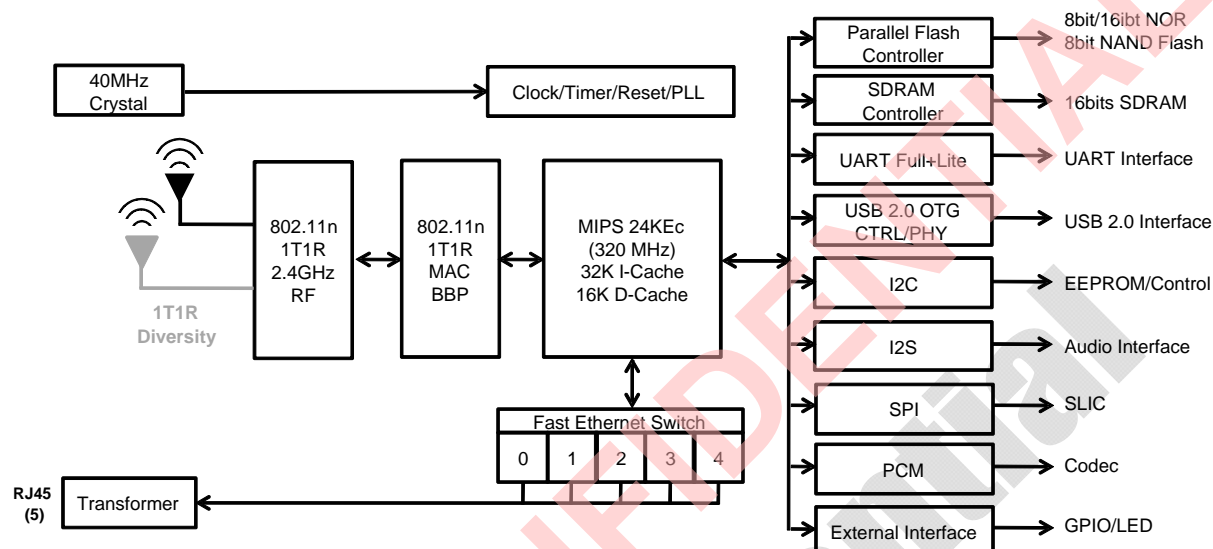 40MHz
Crystal
Clock/Timer/Reset/PLL
802.11n
1T1R
2.4GHz
RF
802.11n
1T1R
MAC
BBP
MIPS 24KEc
(320 MHz)
32K I-Cache
16K D-Cache
1T1R
Diversity
Fast Ethernet Switch
0 1 2 3 4
RJ45
(5)
Transformer
Parallel Flash
Controller
8bit/16ibt NOR
8bit NAND Flash
SDRAM
Controller
16bits SDRAM
UART Full+Lite
UART Interface
USB 2.0 OTG
CTRL/PHY
USB 2.0 Interface
I2C
EEPROM/Control
I2S
Audio Interface
SPI
SLIC
PCM
Codec
External Interface
GPIO/LED
FIDENTIAL